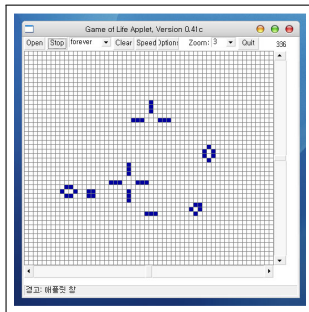 Game of Life Applet, Version 0.41c
Open Stop forever Clear Speed Options Zoom: 3 Quit 336
경고: 애플릿 창